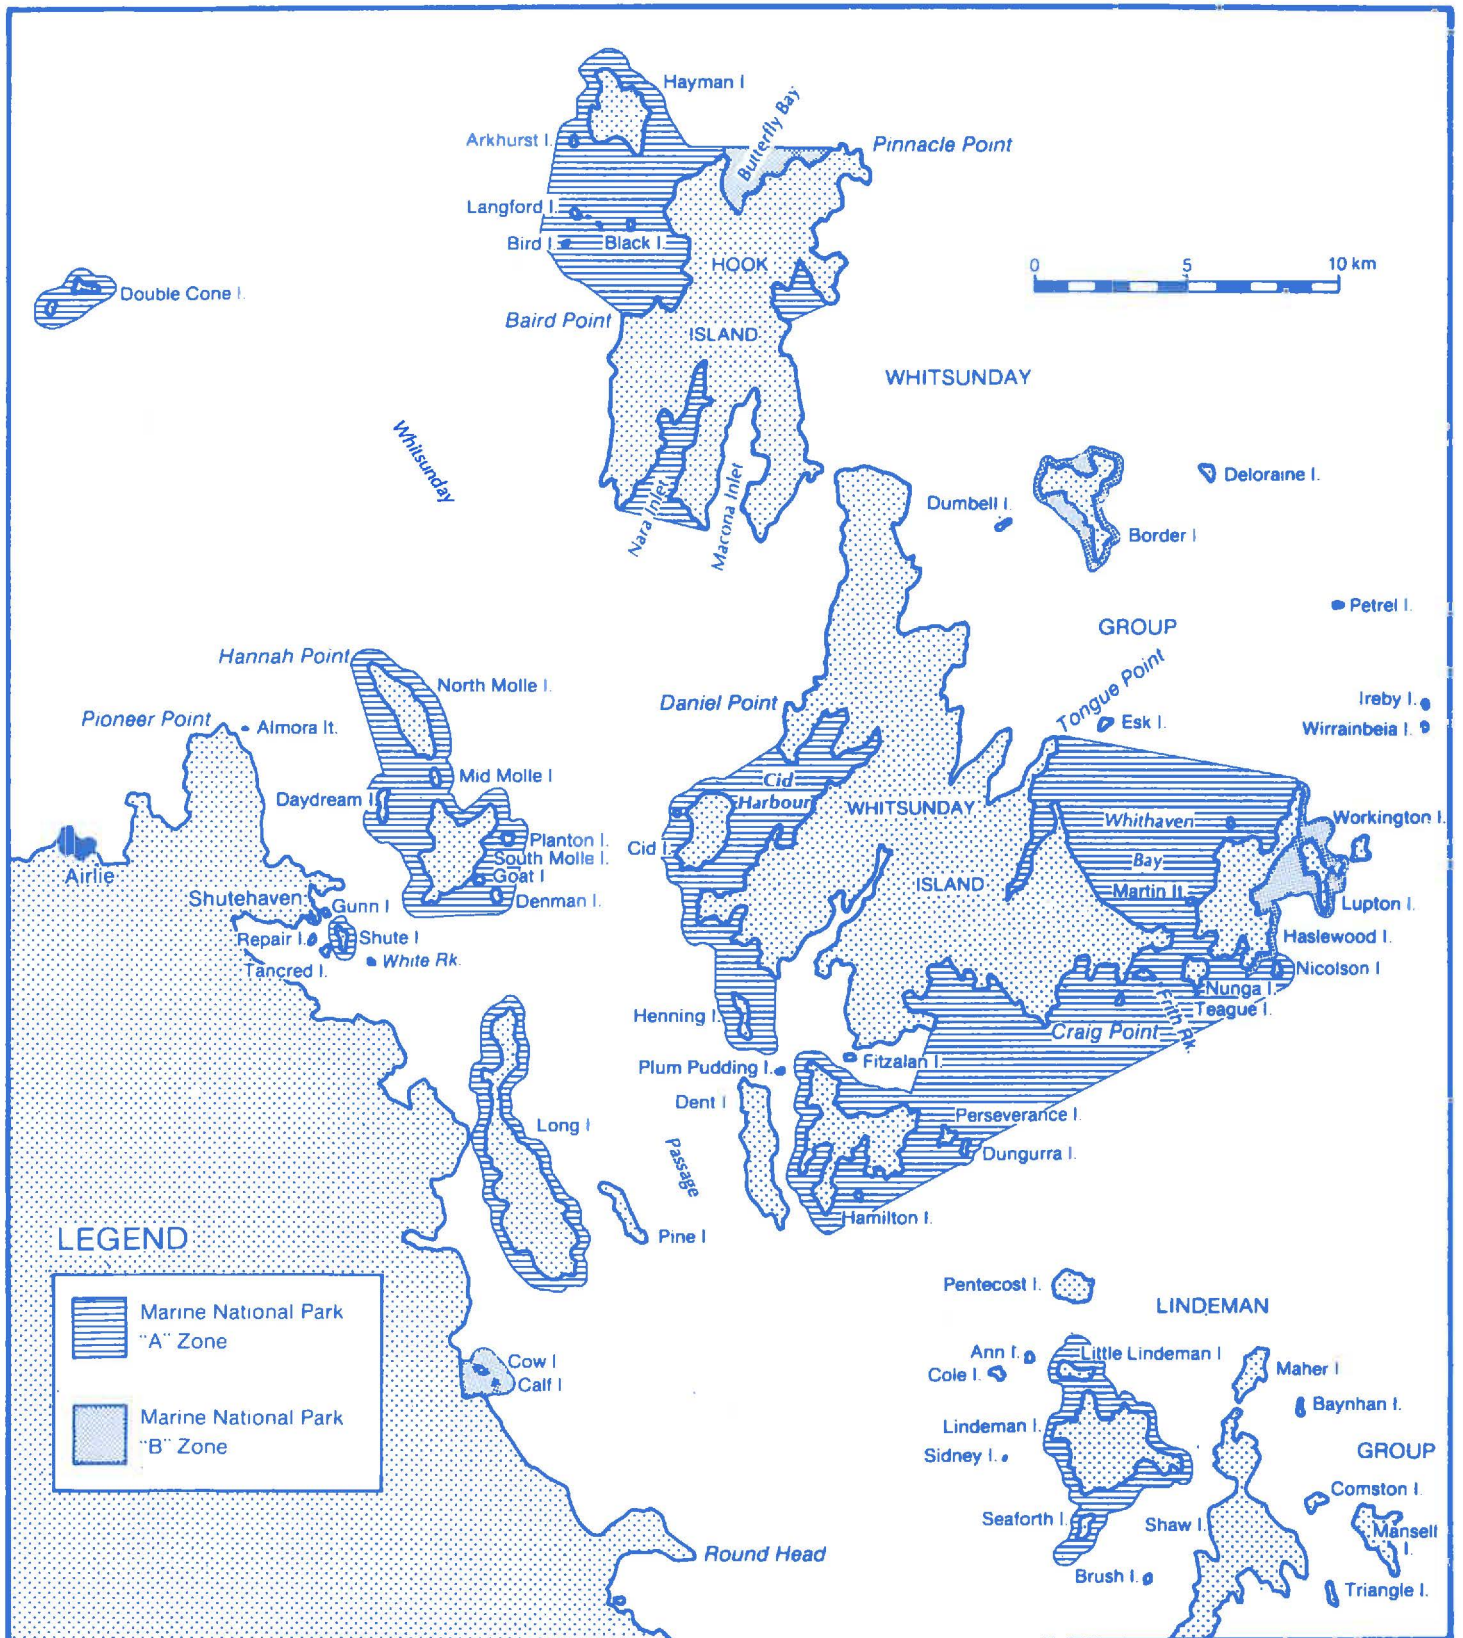 Hayman I
Butterfly Bay
Arkhurst I.
Pinnacle Point
Langford I.
Bird I.
Black I.
HOOK
0 5 10 km
Double Cone I.
Baird Point
ISLAND
WHITSUNDAY
Whitsunday
Nara Inlet
Macona Inlet
Deloraine I.
Dumbell I.
Border I
Petrel I.
GROUP
Hannah Point
North Molle I.
Daniel Point
Tongue Point
Esk I.
Ireby I.
Wirrainbeia I.
Pioneer Point
Almora It.
Mid Molle I
Cid
Harbour
Daydream I.
WHITSUNDAY
Whithaven
Workington I.
Planton I.
Cid I.
South Molle I.
Bay
Airlie
Goat I
ISLAND
Martin It
Shutehaven
Gunn I
Denman I.
Lupton I.
Repair I.
Shute I
Haslewood I.
White Rk.
Tancred I.
Nicolson I
Nunga I.
Henning I.
Frith Rk.
Teague I.
Craig Point
Plum Pudding I.
Fitzalan I.
Dent I
Perseverance I.
Long I
Passage
Dungurra I.
Hamilton I.
Pine I
LEGEND
Marine National Park
"A" Zone
Marine National Park
"B" Zone
Pentecost I.
LINDEMAN
Cow I
Calf I
Ann I.
Little Lindeman I
Cole I.
Maher I
Baynhan I.
Lindeman I.
Sidney I.
GROUP
Comston I.
Seaforth I.
Shaw I.
Mansell
I.
Round Head
Brush I.
Triangle I.